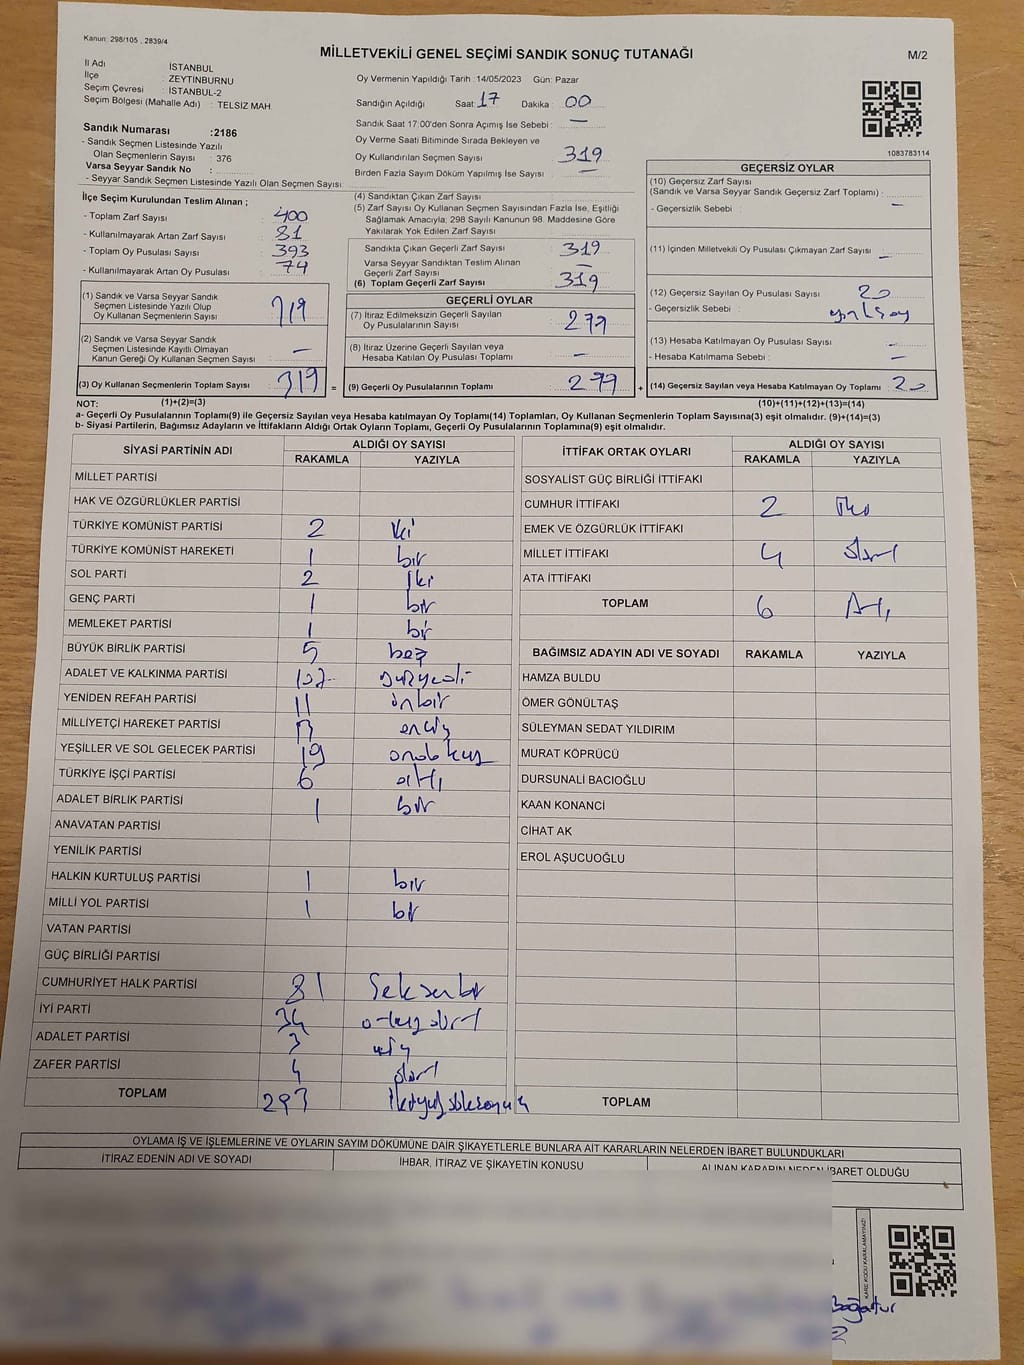 Kanun: 298/105 , 2839/4
MİLLETVEKİLİ GENEL SEÇİMİ SANDIK SONUÇ TUTANAĞI
M/2
İl Adı İSTANBUL
İlçe : ZEYTİNBURNU
Seçim Çevresi : İSTANBUL-2
Seçim Bölgesi (Mahalle Adı) : TELSİZ MAH.
Sandık Numarası :2186
- Sandık Seçmen Listesinde Yazılı
Olan Seçmenlerin Sayısı : 376
Varsa Seyyar Sandık No :
- Seyyar Sandık Seçmen Listesinde Yazılı Olan Seçmen Sayısı:
İlçe Seçim Kurulundan Teslim Alınan ;
- Toplam Zarf Sayısı : 400
- Kullanılmayarak Artan Zarf Sayısı : 81
- Toplam Oy Pusulası Sayısı : 393
- Kullanılmayarak Artan Oy Pusulası : 74
(1) Sandık ve Varsa Seyyar Sandık
Seçmen Listesinde Yazılı Olup
Oy Kullanan Seçmenlerin Sayısı : 319
(2) Sandık ve Varsa Seyyar Sandık
Seçmen Listesinde Kayıtlı Olmayan
Kanun Gereği Oy Kullanan Seçmen Sayısı : —
(3) Oy Kullanan Seçmenlerin Toplam Sayısı : 319
Oy Vermenin Yapıldığı Tarih : 14/05/2023 Gün: Pazar
Sandığın Açıldığı Saat: 17 Dakika : 00
Sandık Saat 17:00'den Sonra Açımış İse Sebebi : —
Oy Verme Saati Bitiminde Sırada Bekleyen ve
Oy Kullandırılan Seçmen Sayısı : 319
Birden Fazla Sayım Döküm Yapılmış İse Sayısı : —
(4) Sandıktan Çıkan Zarf Sayısı :
(5) Zarf Sayısı Oy Kullanan Seçmen Sayısından Fazla İse, Eşitliği
Sağlamak Amacıyla; 298 Sayılı Kanunun 98. Maddesine Göre
Yakılarak Yok Edilen Zarf Sayısı :
Sandıkta Çıkan Geçerli Zarf Sayısı : 319
Varsa Seyyar Sandıktan Teslim Alınan
Geçerli Zarf Sayısı : —
(6) Toplam Geçerli Zarf Sayısı : 319
GEÇERLİ OYLAR
(7) İtiraz Edilmeksizin Geçerli Sayılan
Oy Pusulalarının Sayısı : 299
(8) İtiraz Üzerine Geçerli Sayılan veya
Hesaba Katılan Oy Pusulası Toplamı : —
= (9) Geçerli Oy Pusulalarının Toplamı : 299 +
1083783114
GEÇERSİZ OYLAR
(10) Geçersiz Zarf Sayısı
(Sandık ve Varsa Seyyar Sandık Geçersiz Zarf Toplamı) : —
- Geçersizlik Sebebi :
(11) İçinden Milletvekili Oy Pusulası Çıkmayan Zarf Sayısı : —
(12) Geçersiz Sayılan Oy Pusulası Sayısı : 20
- Geçersizlik Sebebi :
(13) Hesaba Katılmayan Oy Pusulası Sayısı : —
- Hesaba Katılmama Sebebi : —
(14) Geçersiz Sayılan veya Hesaba Katılmayan Oy Toplamı : 20
NOT: (1)+(2)=(3) (10)+(11)+(12)+(13)=(14)
a- Geçerli Oy Pusulalarının Toplamı(9) ile Geçersiz Sayılan veya Hesaba katılmayan Oy Toplamı(14) Toplamları, Oy Kullanan Seçmenlerin Toplam Sayısına(3) eşit olmalıdır. (9)+(14)=(3)
b- Siyasi Partilerin, Bağımsız Adayların ve İttifakların Aldığı Ortak Oyların Toplamı, Geçerli Oy Pusulalarının Toplamına(9) eşit olmalıdır.
SİYASİ PARTİNİN ADI ALDIĞI OY SAYISI
RAKAMLA YAZIYLA
MİLLET PARTİSİ
HAK VE ÖZGÜRLÜKLER PARTİSİ
TÜRKİYE KOMÜNİST PARTİSİ 2 iki
TÜRKİYE KOMÜNİST HAREKETİ 1 bir
SOL PARTİ 2 iki
GENÇ PARTİ 1 bir
MEMLEKET PARTİSİ 1 bir
BÜYÜK BİRLİK PARTİSİ 5 beş
ADALET VE KALKINMA PARTİSİ 107
YENİDEN REFAH PARTİSİ 11 onbir
MİLLİYETÇİ HAREKET PARTİSİ 13 onüç
YEŞİLLER VE SOL GELECEK PARTİSİ 19 ondokuz
TÜRKİYE İŞÇİ PARTİSİ 6 altı
ADALET BİRLİK PARTİSİ 1 bir
ANAVATAN PARTİSİ
YENİLİK PARTİSİ
HALKIN KURTULUŞ PARTİSİ 1 bir
MİLLİ YOL PARTİSİ 1 bir
VATAN PARTİSİ
GÜÇ BİRLİĞİ PARTİSİ
CUMHURİYET HALK PARTİSİ 81 Seksenbir
İYİ PARTİ 34 otuzdört
ADALET PARTİSİ 3 üç
ZAFER PARTİSİ 4 dört
TOPLAM 293
İTTİFAK ORTAK OYLARI ALDIĞI OY SAYISI
RAKAMLA YAZIYLA
SOSYALİST GÜÇ BİRLİĞİ İTTİFAKI
CUMHUR İTTİFAKI 2 İki
EMEK VE ÖZGÜRLÜK İTTİFAKI
MİLLET İTTİFAKI 4 dört
ATA İTTİFAKI
TOPLAM 6 Altı
BAĞIMSIZ ADAYIN ADI VE SOYADI RAKAMLA YAZIYLA
HAMZA BULDU
ÖMER GÖNÜLTAŞ
SÜLEYMAN SEDAT YILDIRIM
MURAT KÖPRÜCÜ
DURSUNALİ BACIOĞLU
KAAN KONANCİ
CİHAT AK
EROL AŞUCUOĞLU
TOPLAM
OYLAMA İŞ VE İŞLEMLERİNE VE OYLARIN SAYIM DÖKÜMÜNE DAİR ŞİKAYETLERLE BUNLARA AİT KARARLARIN NELERDEN İBARET BULUNDUKLARI
İTİRAZ EDENİN ADI VE SOYADI İHBAR, İTİRAZ VE ŞİKAYETİN KONUSU ALINAN KARARIN NEDEN İBARET OLDUĞU
KARE KODU KARALAMAYINIZ!